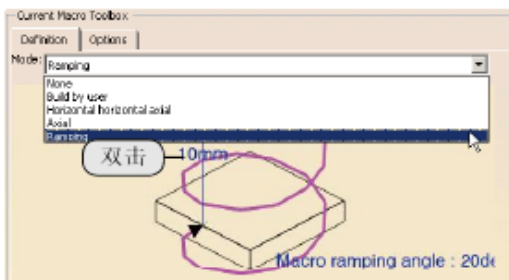 Current Macro Toolbox
Definition Options
Mode: Ramping
None
Build by user
Horizontal horizontal axial
Axial
Ramping
双击 10mm
Macro ramping angle : 20de